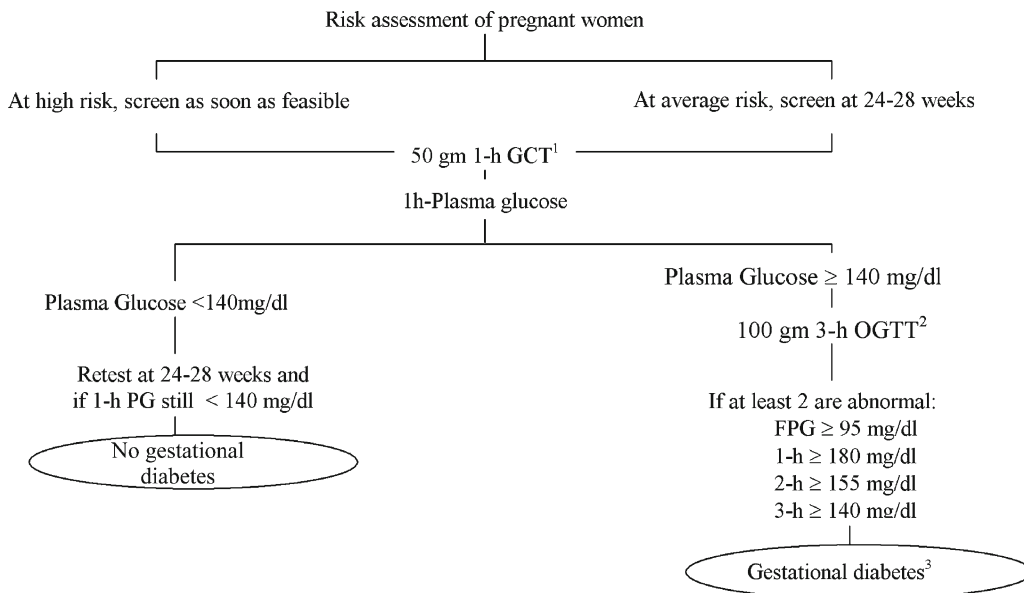 Risk assessment of pregnant women
At high risk, screen as soon as feasible
At average risk, screen at 24-28 weeks
50 gm 1-h GCT¹
1h-Plasma glucose
Plasma Glucose <140mg/dl
Retest at 24-28 weeks and
if 1-h PG still < 140 mg/dl
No gestational
diabetes
Plasma Glucose ≥ 140 mg/dl
100 gm 3-h OGTT²
If at least 2 are abnormal:
FPG ≥ 95 mg/dl
1-h ≥ 180 mg/dl
2-h ≥ 155 mg/dl
3-h ≥ 140 mg/dl
Gestational diabetes³